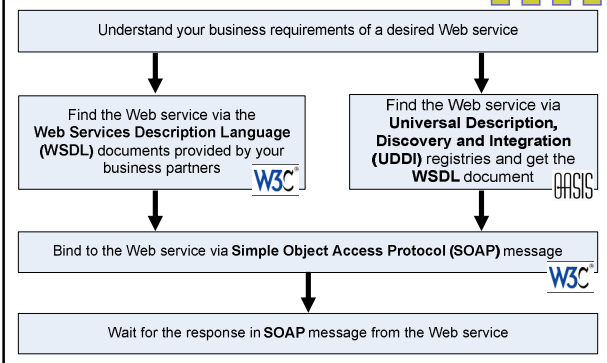 Understand your business requirements of a desired Web service
Find the Web service via the
Web Services Description Language
(WSDL) documents provided by your
business partners
W3C®
Find the Web service via
Universal Description,
Discovery and Integration
(UDDI) registries and get the
WSDL document
OASIS
Bind to the Web service via Simple Object Access Protocol (SOAP) message
W3C®
Wait for the response in SOAP message from the Web service